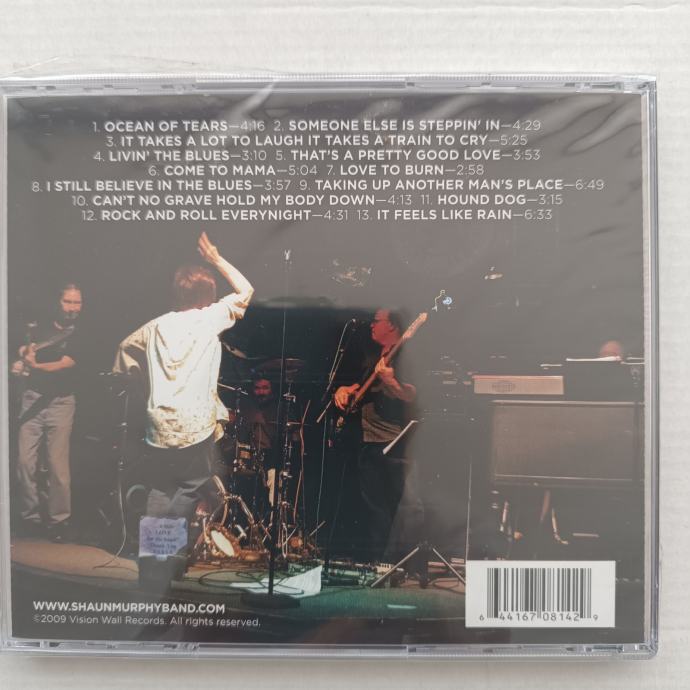 1. OCEAN OF TEARS—4:16 2. SOMEONE ELSE IS STEPPIN' IN—4:29
3. IT TAKES A LOT TO LAUGH IT TAKES A TRAIN TO CRY—5:25
4. LIVIN' THE BLUES—3:10 5. THAT'S A PRETTY GOOD LOVE—3:53
6. COME TO MAMA—5:04 7. LOVE TO BURN—2:58
8. I STILL BELIEVE IN THE BLUES—3:57 9. TAKING UP ANOTHER MAN'S PLACE—6:49
10. CAN'T NO GRAVE HOLD MY BODY DOWN—4:13 11. HOUND DOG—3:15
12. ROCK AND ROLL EVERYNIGHT—4:31 13. IT FEELS LIKE RAIN—6:33
WWW.SHAUNMURPHYBAND.COM
©2009 Vision Wall Records. All rights reserved.
6 44167 08142 9